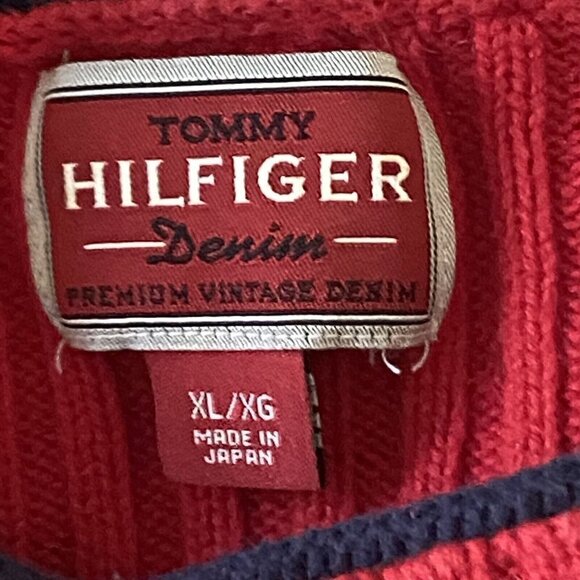 TOMMY
HILFIGER
Denim
PREMIUM VINTAGE DENIM
XL/XG
MADE IN
JAPAN